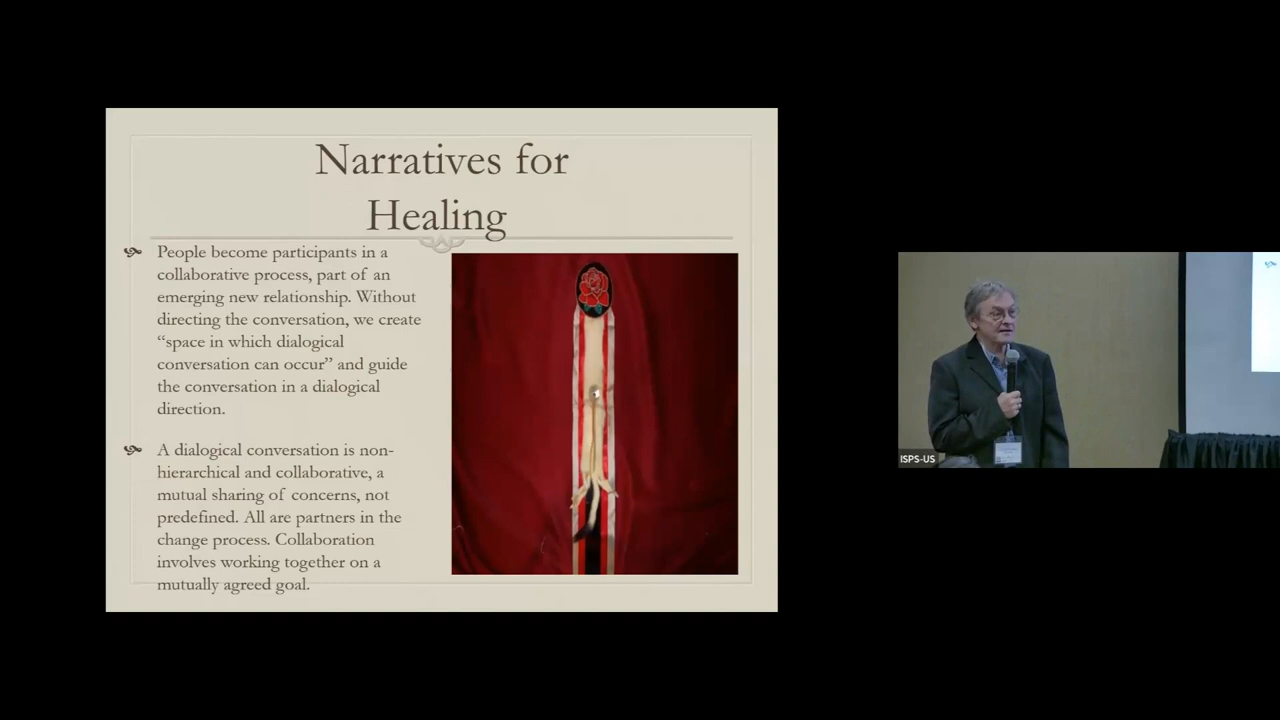 Narratives for
Healing
People become participants in a
collaborative process, part of an
emerging new relationship. Without
directing the conversation, we create
“space in which dialogical
conversation can occur” and guide
the conversation in a dialogical
direction.
A dialogical conversation is non-
hierarchical and collaborative, a
mutual sharing of concerns, not
predefined. All are partners in the
change process. Collaboration
involves working together on a
mutually agreed goal.
ISPS-US